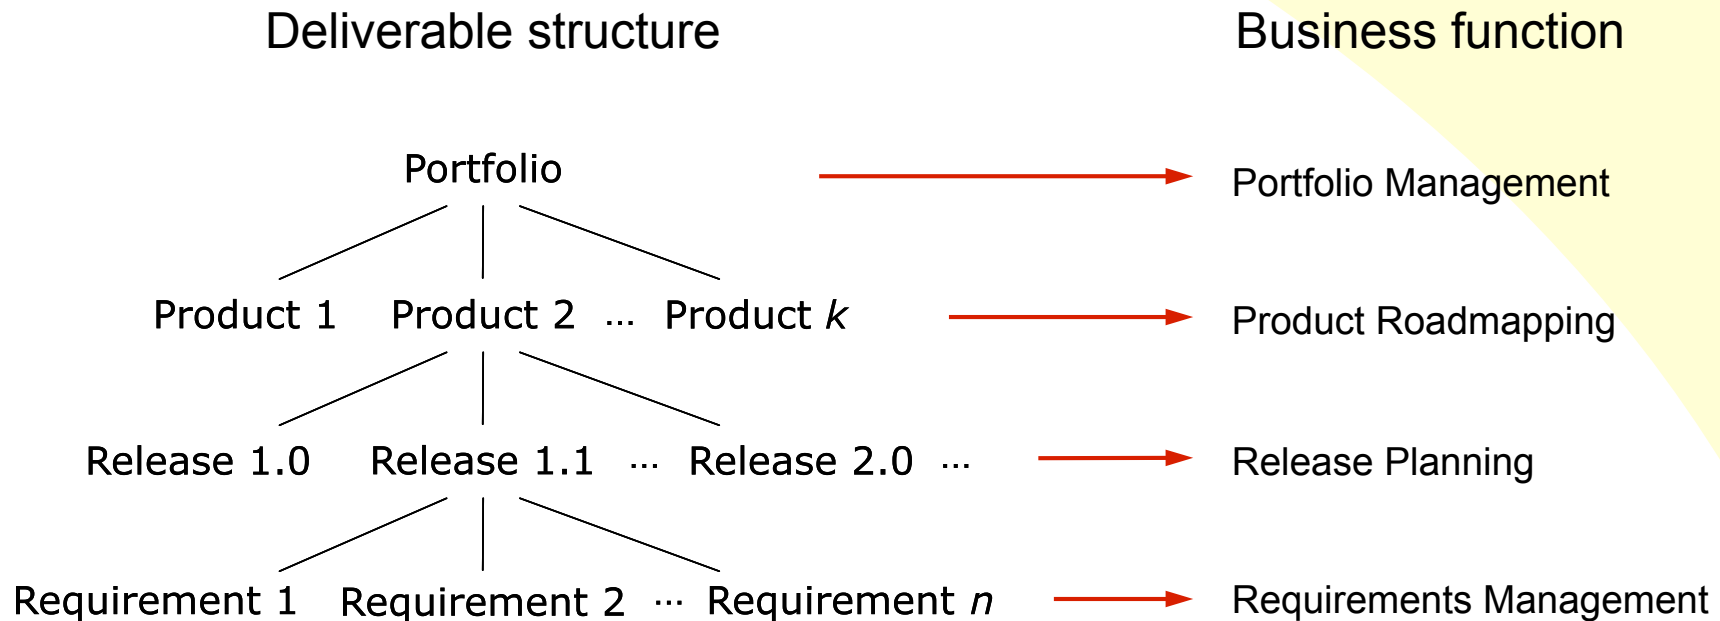 Deliverable structure Business function
Portfolio Portfolio Management
Product 1 Product 2 ... Product k Product Roadmapping
Release 1.0 Release 1.1 ... Release 2.0 ... Release Planning
Requirement 1 Requirement 2 ... Requirement n Requirements Management